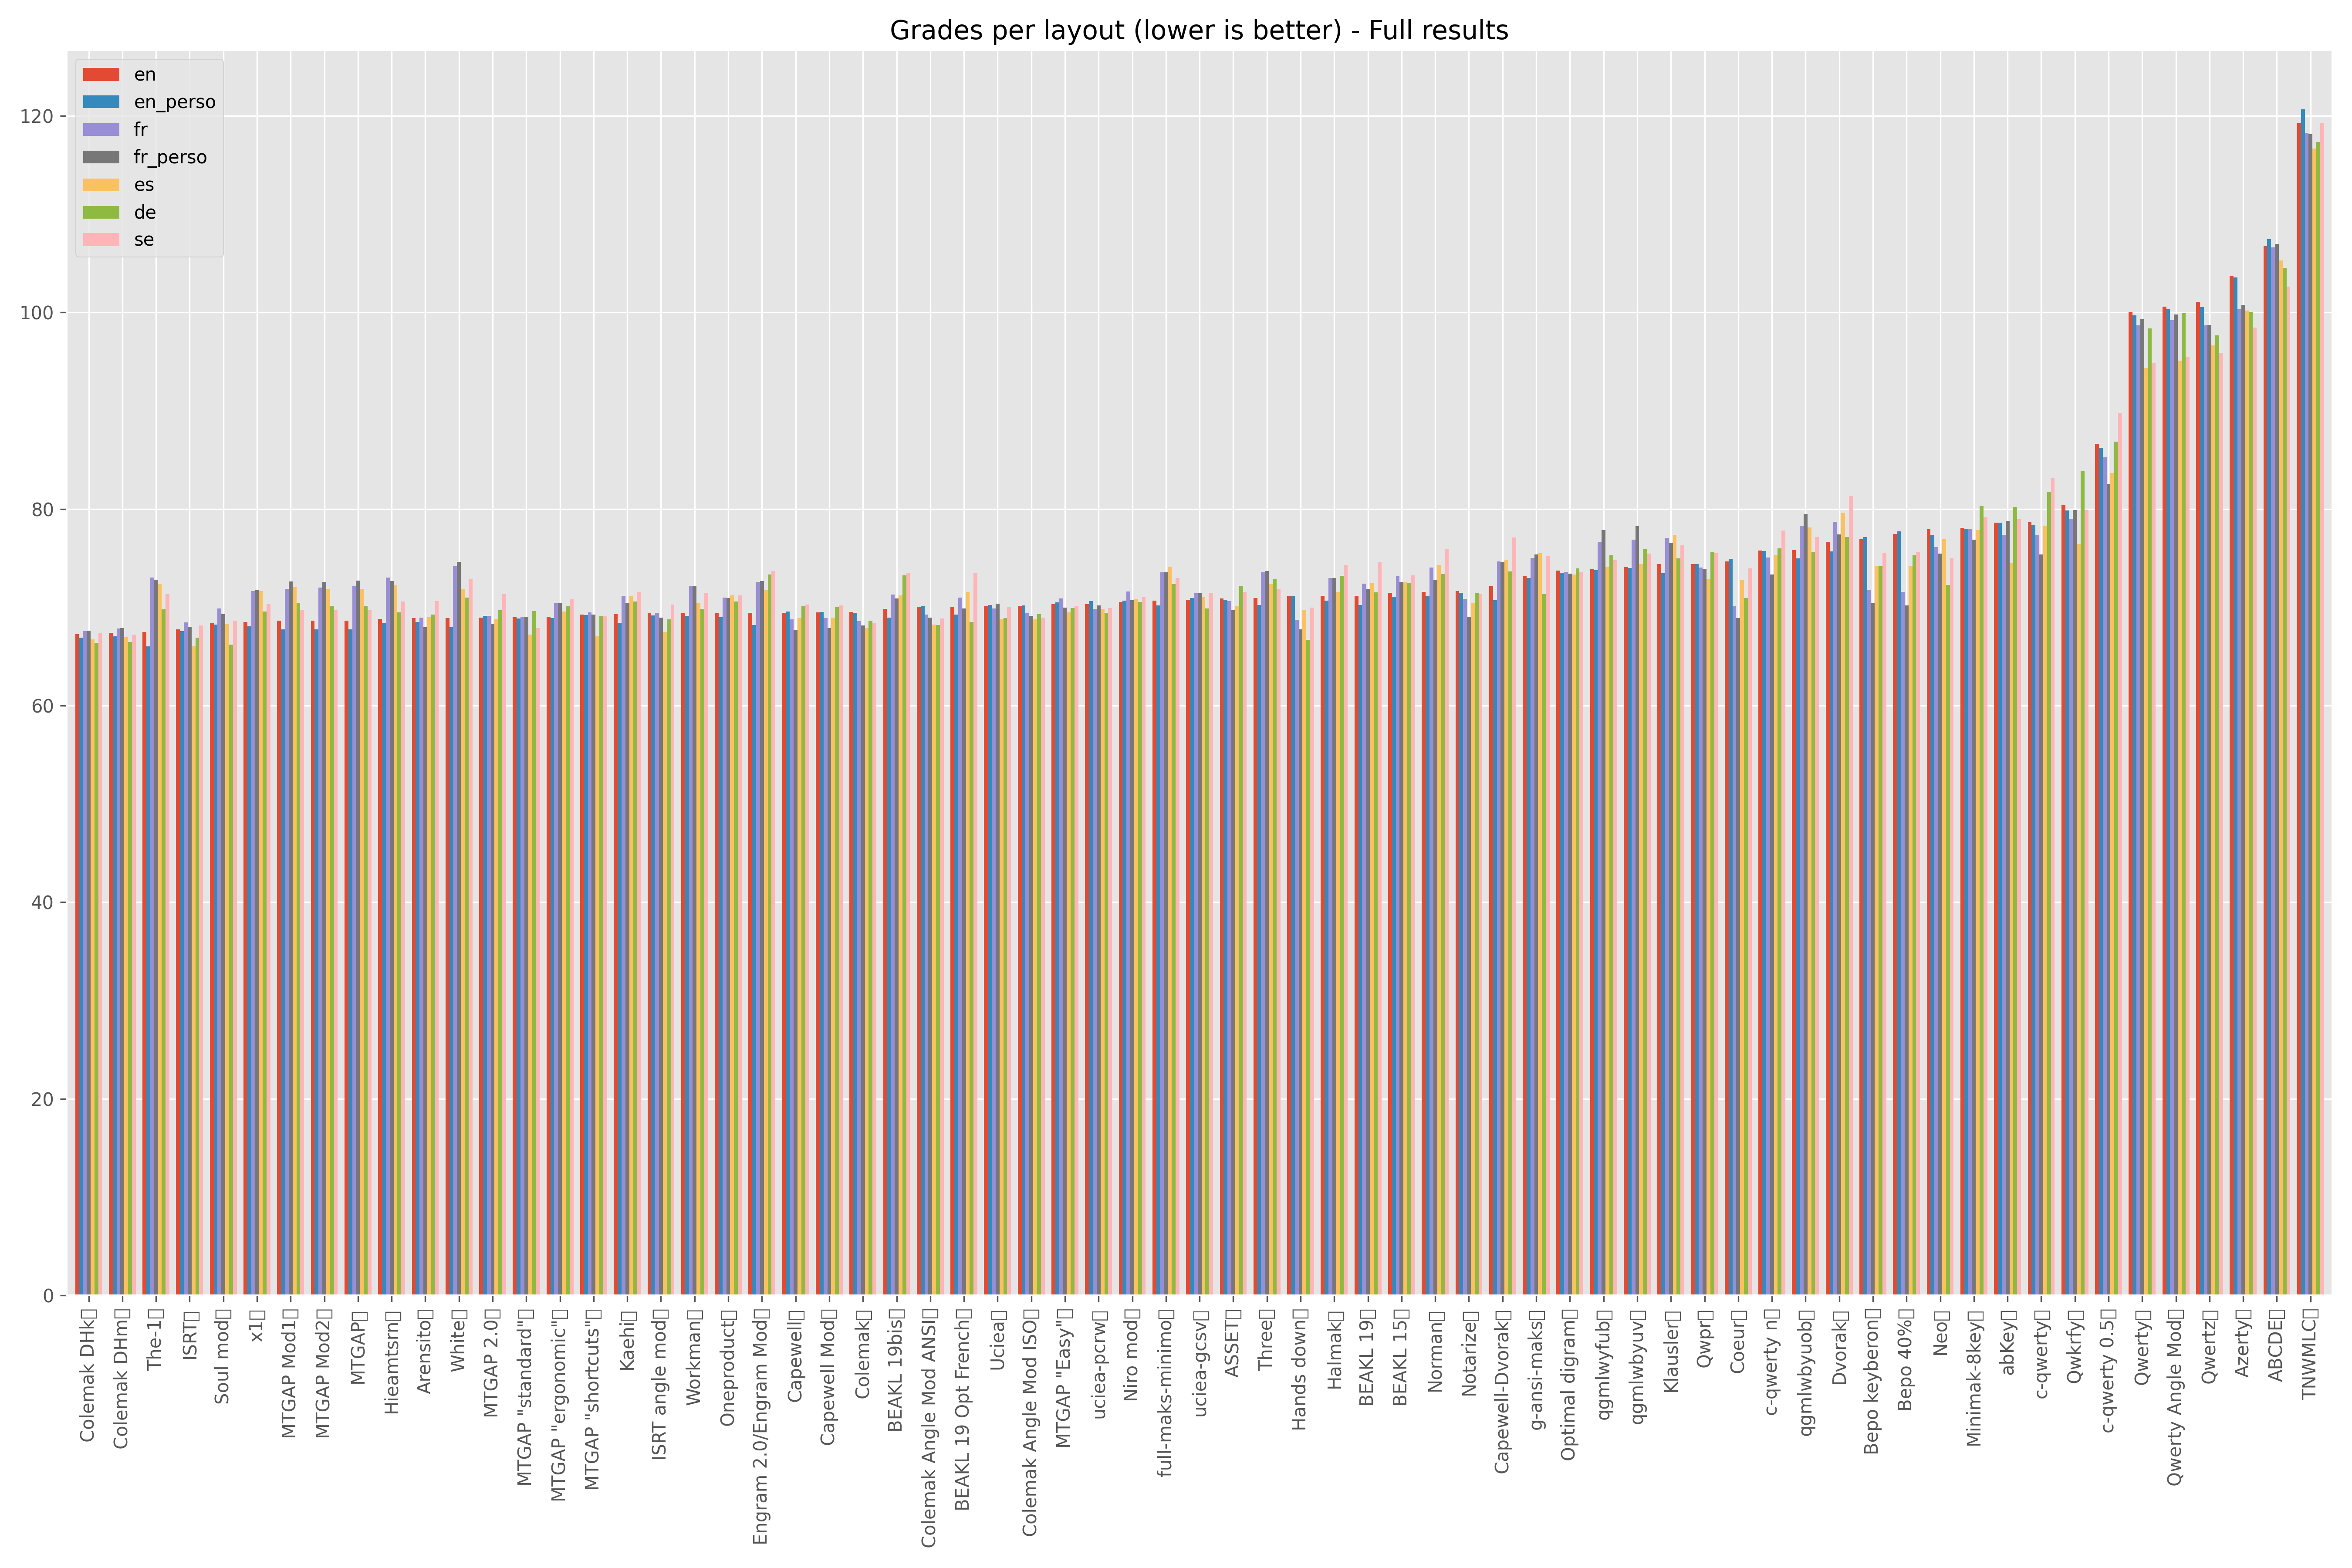 Grades per layout (lower is better) - Full results
en
en_perso
fr
fr_perso
es
de
se
120
100
80
60
40
20
0
Colemak DHk
Colemak DHm
The-1
ISRT
Soul mod
x1
MTGAP Mod1
MTGAP Mod2
MTGAP
Hieamtsrn
Arensito
White
MTGAP 2.0
MTGAP "standard"
MTGAP "ergonomic"
MTGAP "shortcuts"
Kaehi
ISRT angle mod
Workman
Oneproduct
Engram 2.0/Engram Mod
Capewell
Capewell Mod
Colemak
BEAKL 19bis
Colemak Angle Mod ANSI
BEAKL 19 Opt French
Uciea
Colemak Angle Mod ISO
MTGAP "Easy"
uciea-pcrw
Niro mod
full-maks-minimo
uciea-gcsv
ASSET
Three
Hands down
Halmak
BEAKL 19
BEAKL 15
Norman
Notarize
Capewell-Dvorak
g-ansi-maks
Optimal digram
qgmlwyfub
qgmlwbyuv
Klausler
Qwpr
Coeur
c-qwerty n
qgmlwbyuob
Dvorak
Bepo keyberon
Bepo 40%
Neo
Minimak-8key
abKey
c-qwerty
Qwkrfy
c-qwerty 0.5
Qwerty
Qwerty Angle Mod
Qwertz
Azerty
ABCDE
TNWMLC